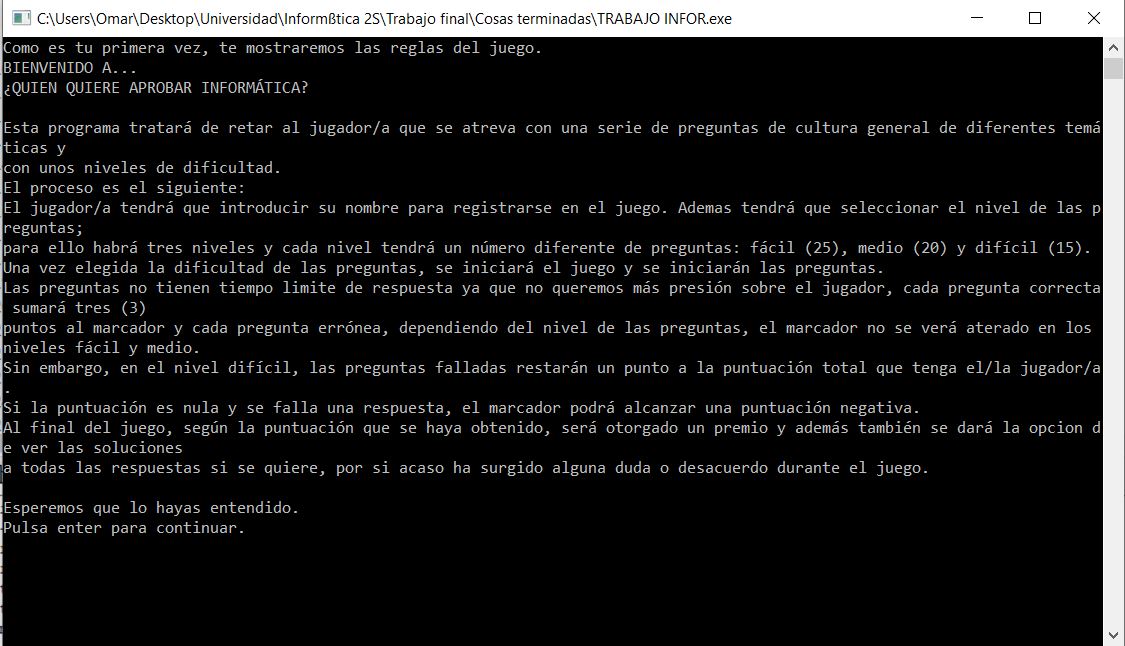 C:\Users\Omar\Desktop\Universidad\Informßtica 2S\Trabajo final\Cosas terminadas\TRABAJO INFOR.exe
Como es tu primera vez, te mostraremos las reglas del juego.
BIENVENIDO A...
¿QUIEN QUIERE APROBAR INFORMÁTICA?
Esta programa tratará de retar al jugador/a que se atreva con una serie de preguntas de cultura general de diferentes temá
ticas y
con unos niveles de dificultad.
El proceso es el siguiente:
El jugador/a tendrá que introducir su nombre para registrarse en el juego. Ademas tendrá que seleccionar el nivel de las p
reguntas;
para ello habrá tres niveles y cada nivel tendrá un número diferente de preguntas: fácil (25), medio (20) y difícil (15).
Una vez elegida la dificultad de las preguntas, se iniciará el juego y se iniciarán las preguntas.
Las preguntas no tienen tiempo limite de respuesta ya que no queremos más presión sobre el jugador, cada pregunta correcta
 sumará tres (3)
puntos al marcador y cada pregunta errónea, dependiendo del nivel de las preguntas, el marcador no se verá aterado en los
niveles fácil y medio.
Sin embargo, en el nivel difícil, las preguntas falladas restarán un punto a la puntuación total que tenga el/la jugador/a
.
Si la puntuación es nula y se falla una respuesta, el marcador podrá alcanzar una puntuación negativa.
Al final del juego, según la puntuación que se haya obtenido, será otorgado un premio y además también se dará la opcion d
e ver las soluciones
a todas las respuestas si se quiere, por si acaso ha surgido alguna duda o desacuerdo durante el juego.
Esperemos que lo hayas entendido.
Pulsa enter para continuar.